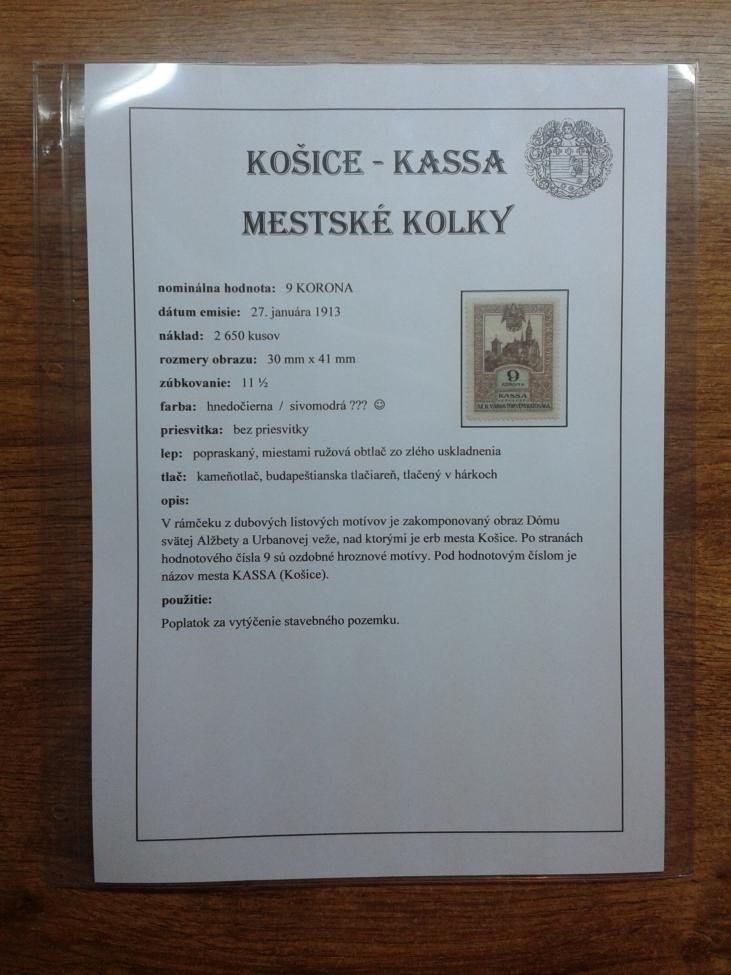 KOŠICE - KASSA
MESTSKÉ KOLKY
nominálna hodnota: 9 KORONA
dátum emisie: 27. januára 1913
náklad: 2 650 kusov
rozmery obrazu: 30 mm x 41 mm
zúbkovanie: 11 ½
farba: hnedočierna / sivomodrá ??? ☺
priesvitka: bez priesvitky
lep: popraskaný, miestami ružová obtlač zo zlého uskladnenia
tlač: kameňotlač, budapeštianska tlačiareň, tlačený v hárkoch
9
KORONA
KASSA
opis:
V rámčeku z dubových listových motívov je zakomponovaný obraz Dómu
svätej Alžbety a Urbanovej veže, nad ktorými je erb mesta Košice. Po stranách
hodnotového čísla 9 sú ozdobné hroznové motívy. Pod hodnotovým číslom je
názov mesta KASSA (Košice).
použitie:
Poplatok za vytýčenie stavebného pozemku.